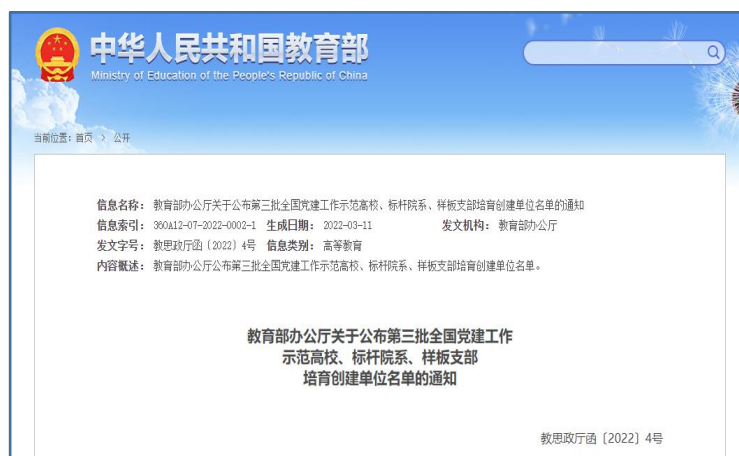 中华人民共和国教育部
Ministry of Education of the People's Republic of China
当前位置：首页 > 公开
信息名称： 教育部办公厅关于公布第三批全国党建工作示范高校、标杆院系、样板支部培育创建单位名单的通知
信息索引： 360A12-07-2022-0002-1 生成日期： 2022-03-11 发文机构： 教育部办公厅
发文字号： 教思政厅函〔2022〕4号 信息类别： 高等教育
内容概述： 教育部办公厅公布第三批全国党建工作示范高校、标杆院系、样板支部培育创建单位名单。
教育部办公厅关于公布第三批全国党建工作
示范高校、标杆院系、样板支部
培育创建单位名单的通知
教思政厅函〔2022〕4号